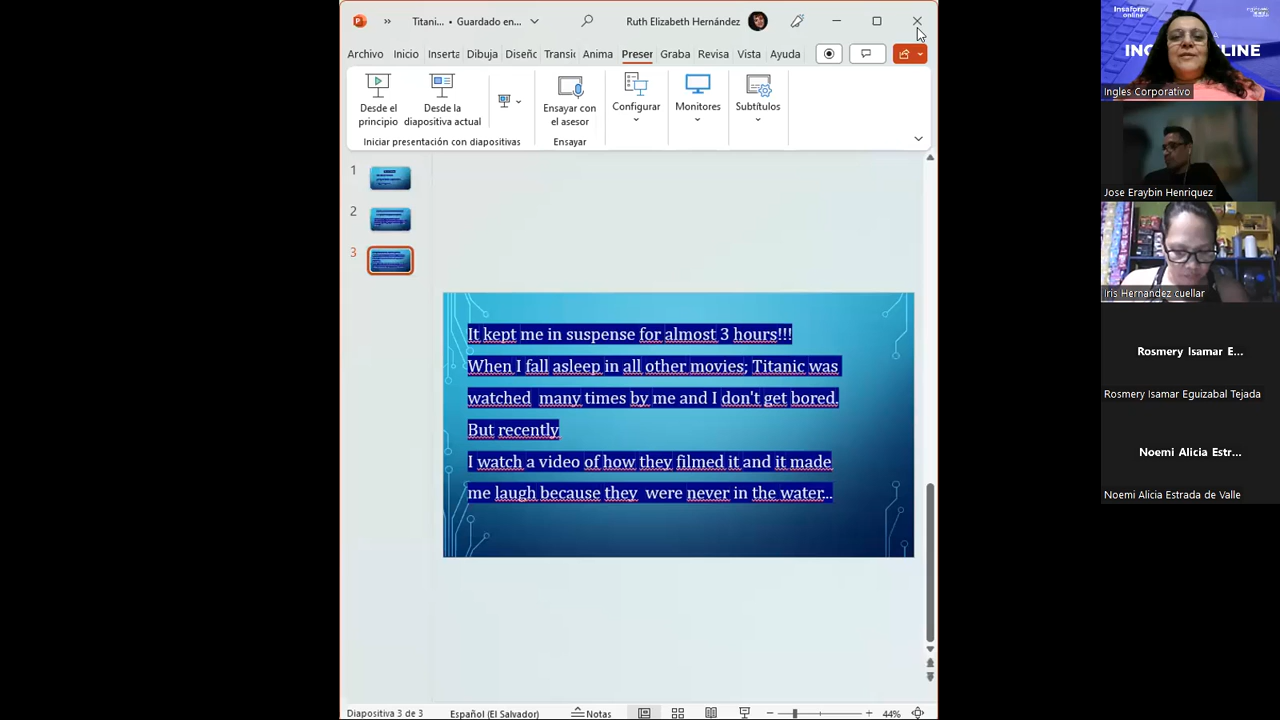 Titani... • Guardado en...
Ruth Elizabeth Hernández
Archivo Inicio Inserta Dibuja Diseño Transic Anima Preser Graba Revisa Vista Ayuda
Desde el principio
Desde la diapositiva actual
Ensayar con el asesor
Configurar
Monitores
Subtítulos
Iniciar presentación con diapositivas
Ensayar
1
2
3
It kept me in suspense for almost 3 hours!!!
When I fall asleep in all other movies; Titanic was
watched many times by me and I don't get bored.
But recently
I watch a video of how they filmed it and it made
me laugh because they were never in the water...
Diapositiva 3 de 3
Español (El Salvador)
Notas
44%
Insaforp
online
Ingles Corporativo
Jose Eraybin Henriquez
Iris Hernandez cuellar
Rosmery Isamar E...
Rosmery Isamar Eguizabal Tejada
Noemi Alicia Estr...
Noemi Alicia Estrada de Valle